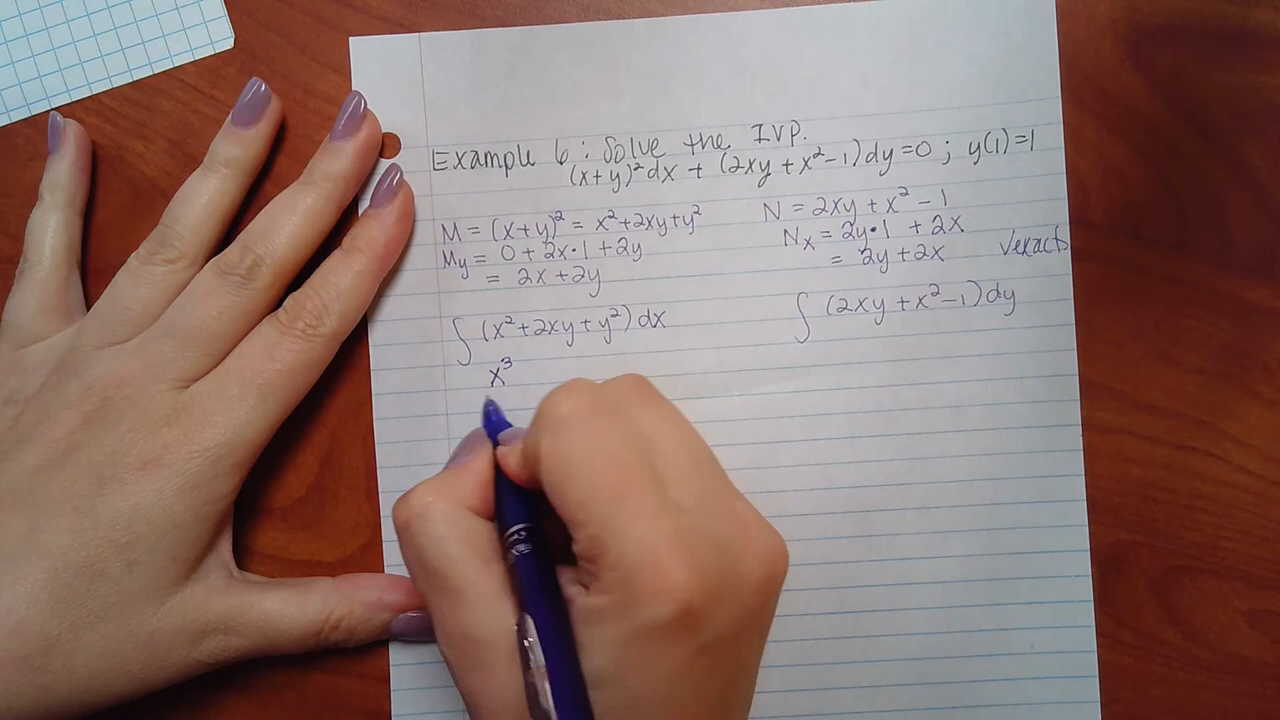 Example 6: Solve the IVP.
(x+y)²dx + (2xy+x²-1)dy=0; y(1)=1
M = (x+y)² = x²+2xy+y²
N = 2xy+x²-1
My = 0+2x·1+2y
Nx = 2y·1+2x
= 2x+2y
= 2y+2x
√exact
∫(x²+2xy+y²)dx
∫(2xy+x²-1)dy
x³